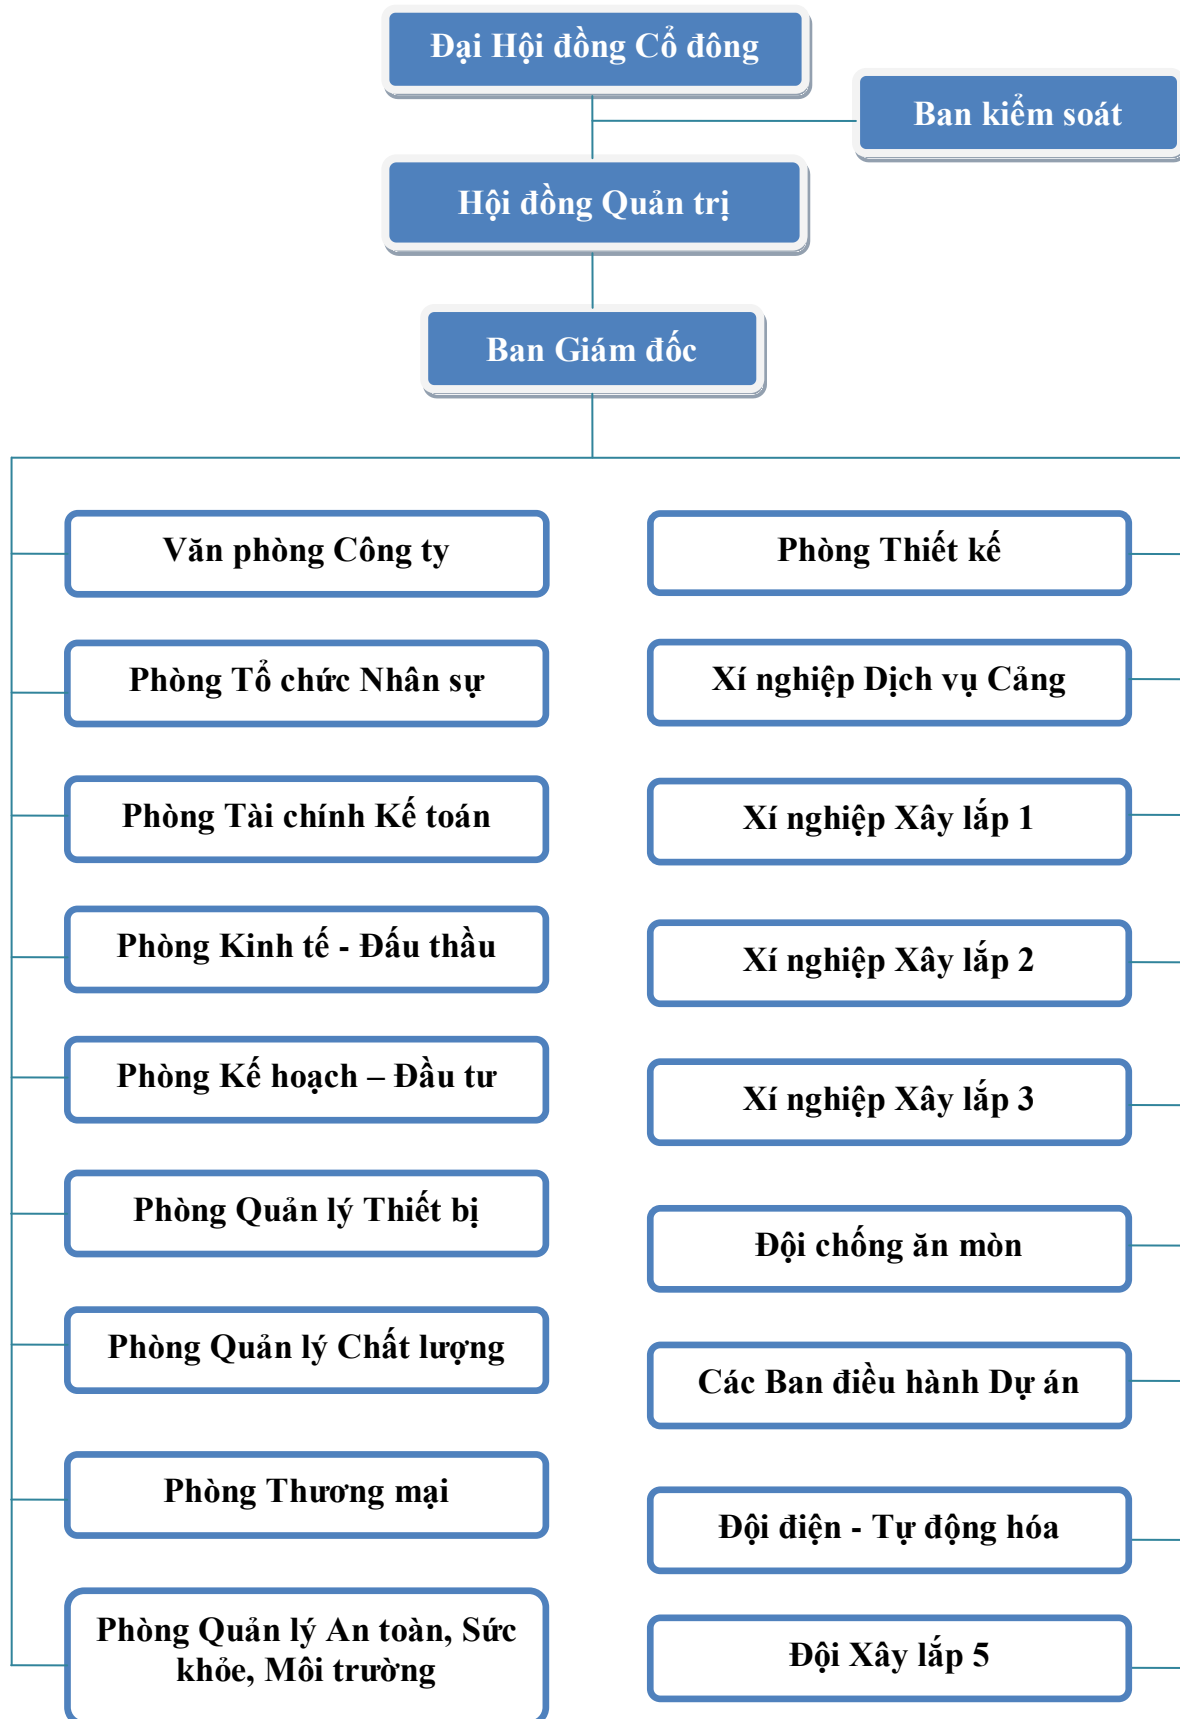 Đại Hội đồng Cổ đông
Ban kiểm soát
Hội đồng Quản trị
Ban Giám đốc
Văn phòng Công ty
Phòng Tổ chức Nhân sự
Phòng Tài chính Kế toán
Phòng Kinh tế - Đấu thầu
Phòng Kế hoạch – Đầu tư
Phòng Quản lý Thiết bị
Phòng Quản lý Chất lượng
Phòng Thương mại
Phòng Quản lý An toàn, Sức
khỏe, Môi trường
Phòng Thiết kế
Xí nghiệp Dịch vụ Cảng
Xí nghiệp Xây lắp 1
Xí nghiệp Xây lắp 2
Xí nghiệp Xây lắp 3
Đội chống ăn mòn
Các Ban điều hành Dự án
Đội điện - Tự động hóa
Đội Xây lắp 5